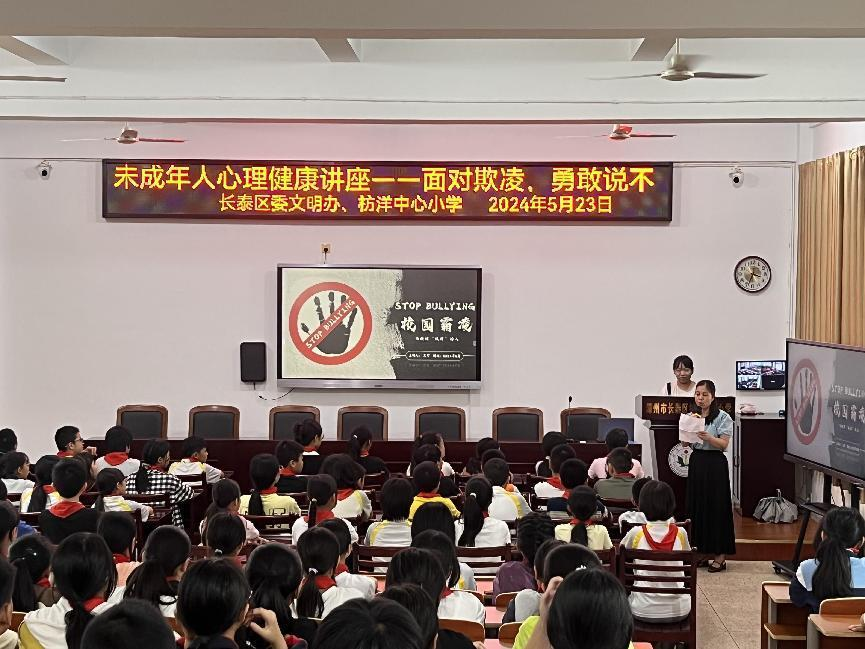 未成年人心理健康讲座——面对欺凌，勇敢说不
长泰区委文明办、枋洋中心小学 2024年5月23日
STOP BULLYING
STOP BULLYING
校园霸凌